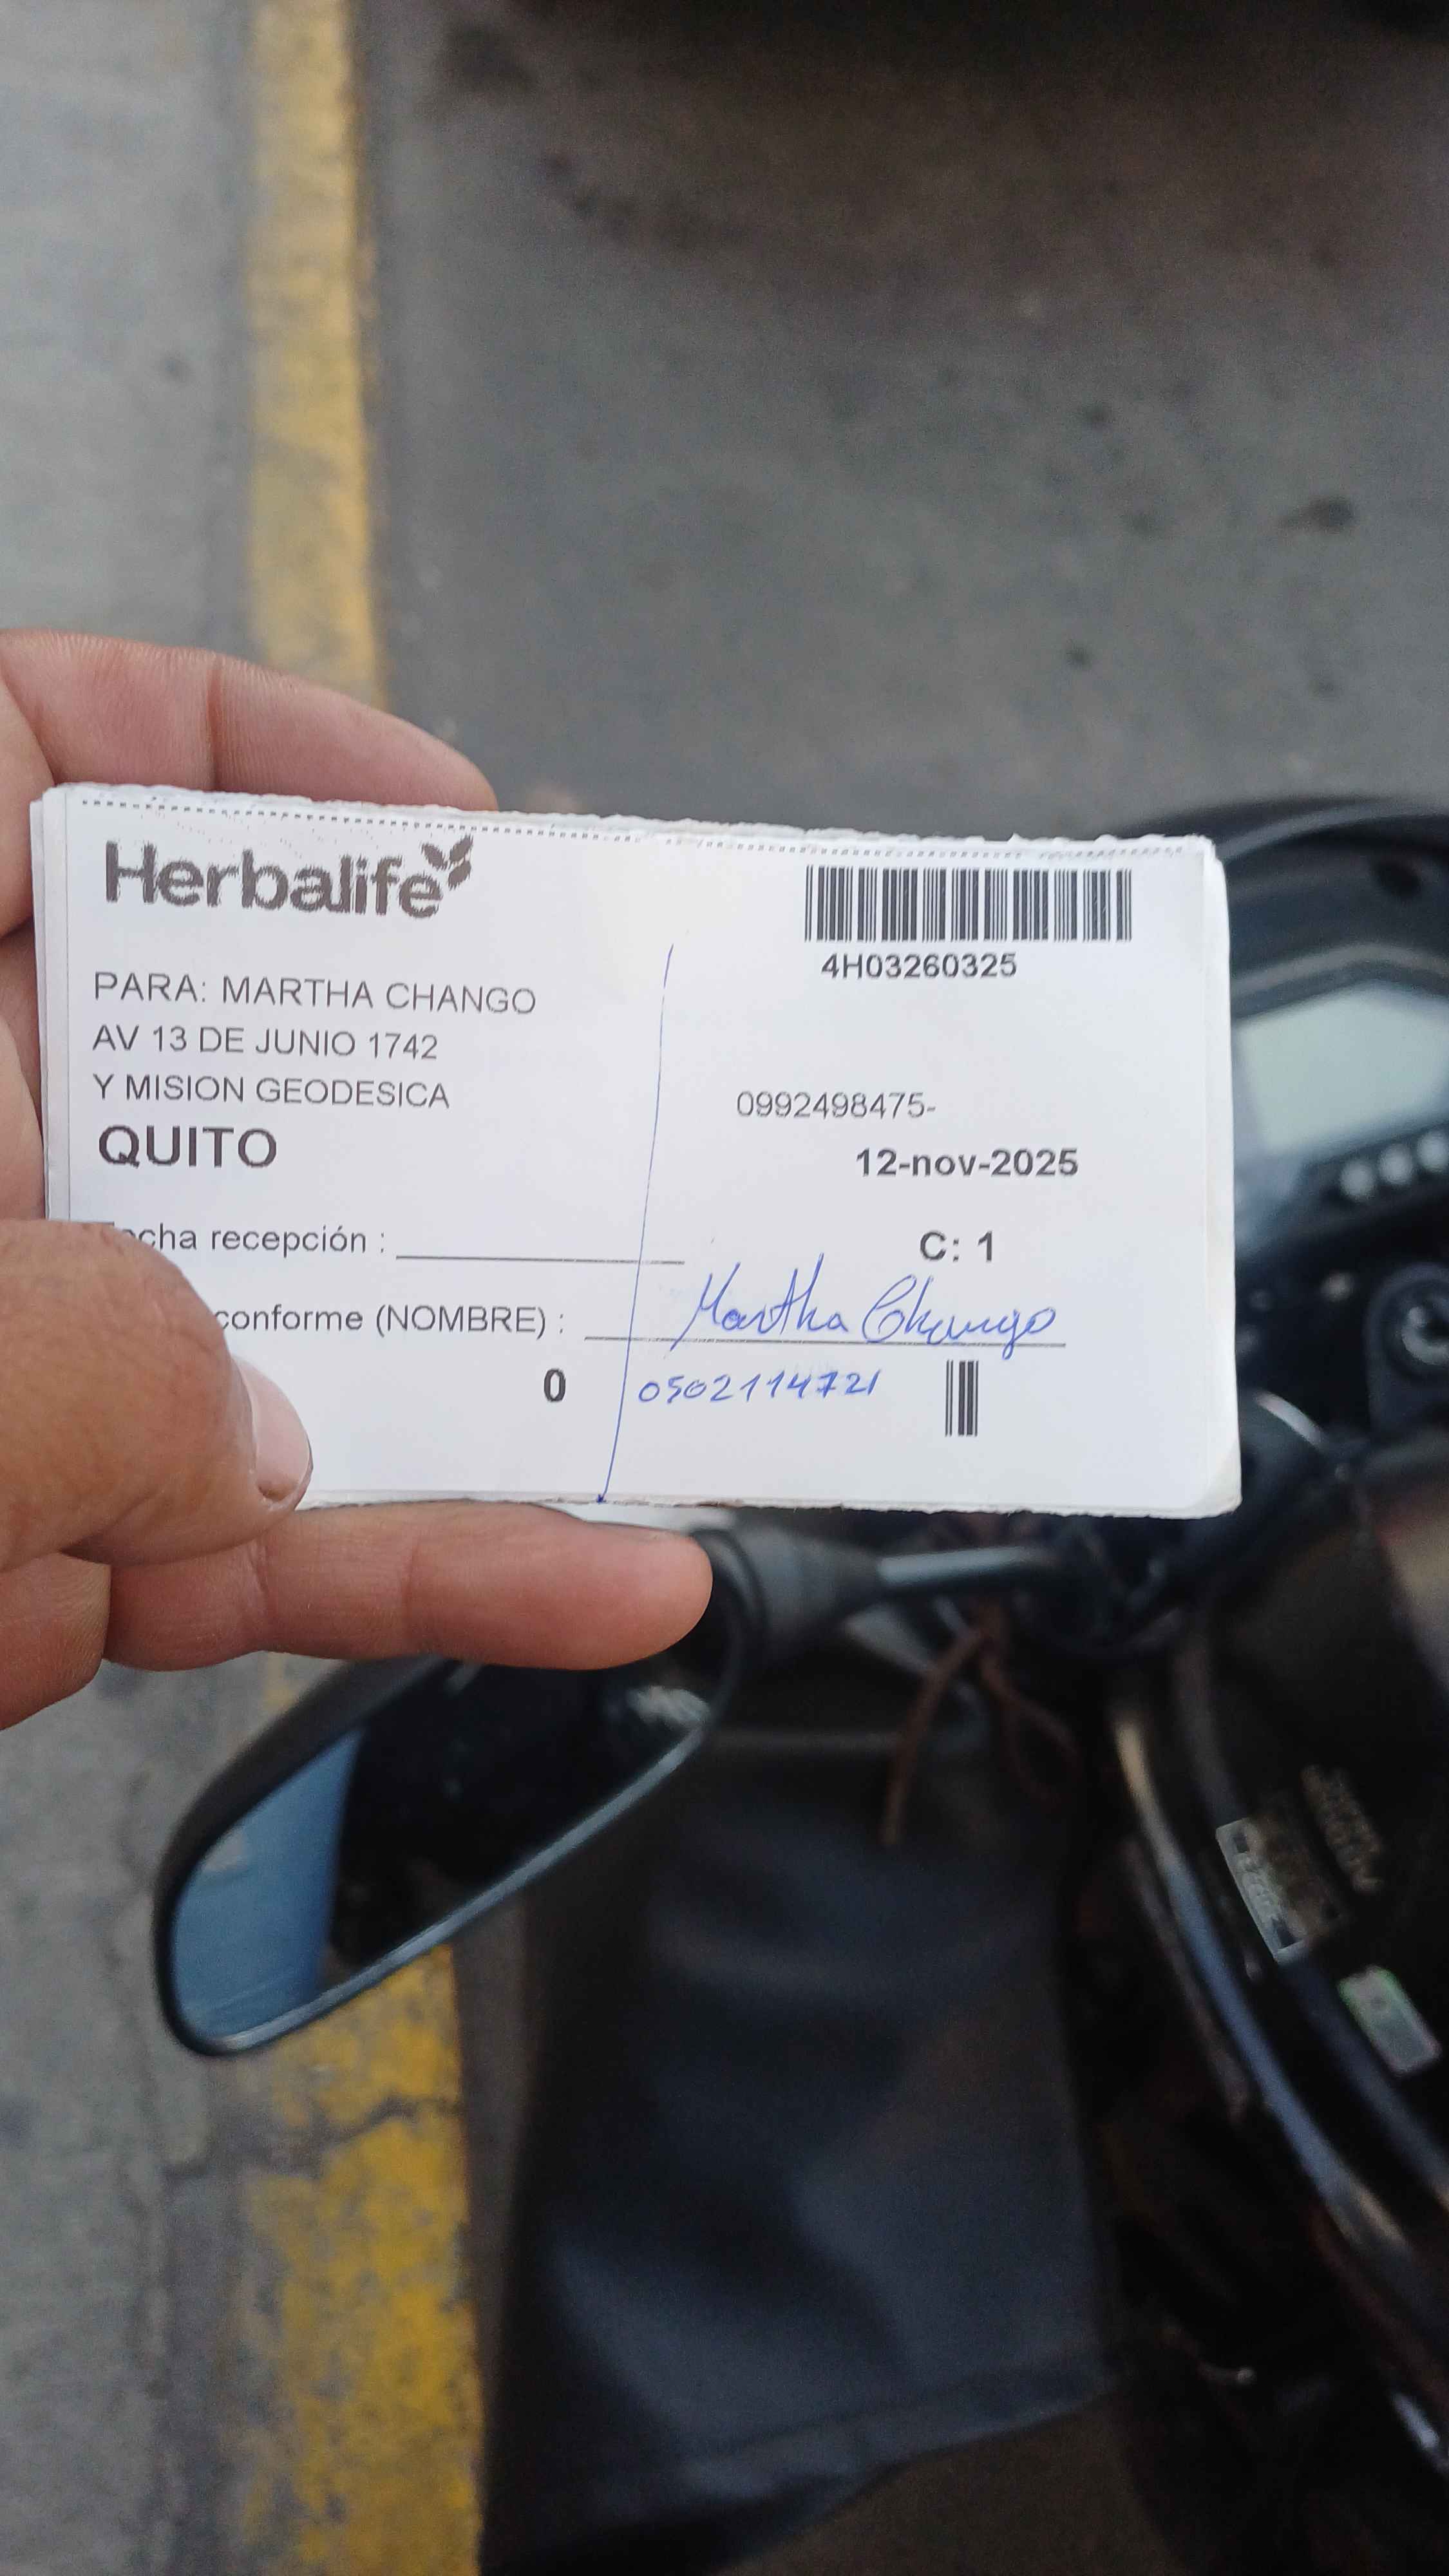 Herbalife
4H03260325
PARA: MARTHA CHANGO
AV 13 DE JUNIO 1742
Y MISION GEODESICA
QUITO
0992498475-
12-nov-2025
recepción :
C: 1
conforme (NOMBRE) : Martha Chango
0 0502114721